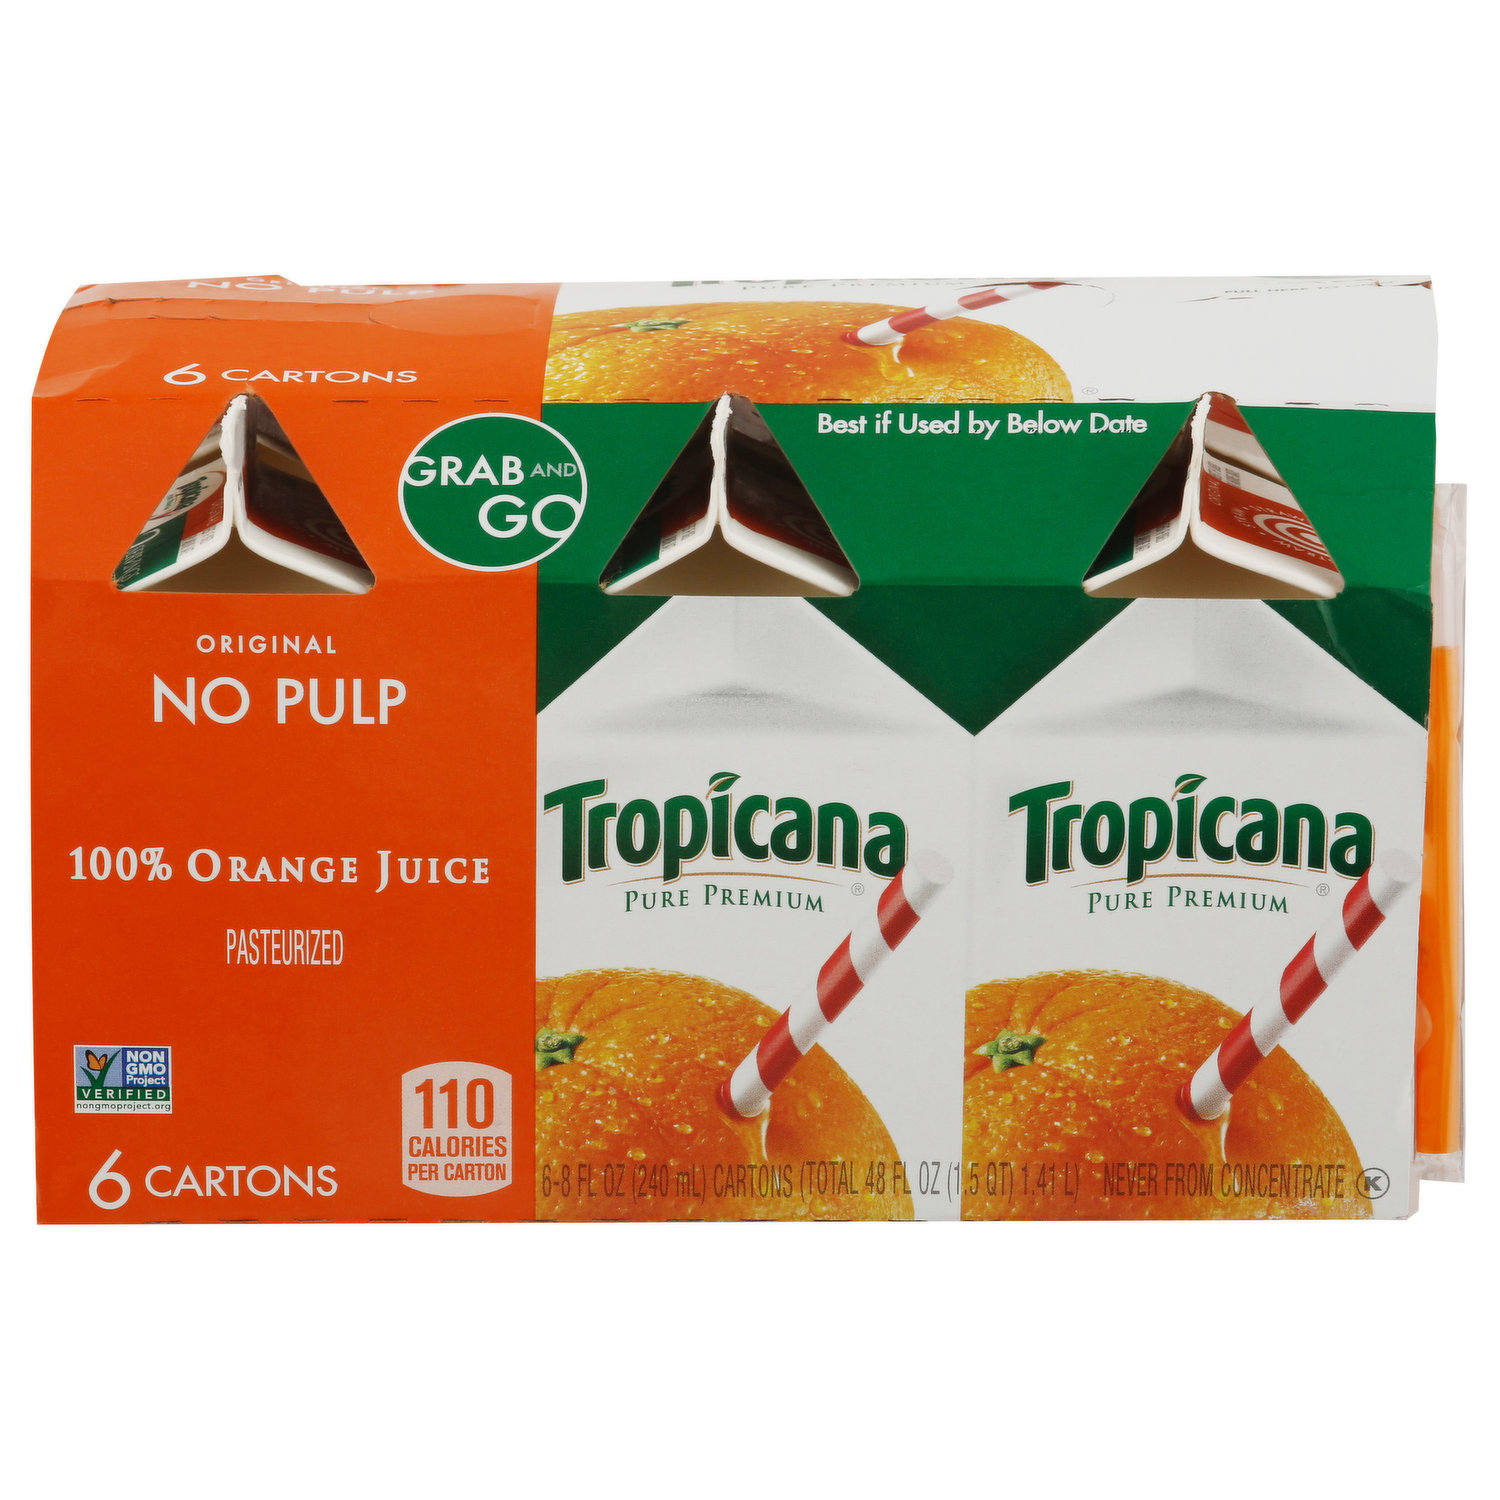 NO PULP
PURE PREMIUM
6 CARTONS
Best if Used by Below Date
GRAB AND
GO
Tropicana
ORIGINAL
NO PULP
Tropicana
PURE PREMIUM
®
Tropicana
PURE PREMIUM
®
100% ORANGE JUICE
PASTEURIZED
NON
GMO
Project
VERIFIED
nongmoproject.org
110
CALORIES
PER CARTON
6 CARTONS
6-8 FL OZ (240 mL) CARTONS (TOTAL 48 FL OZ (1.5 QT) 1.41 L) NEVER FROM CONCENTRATE K